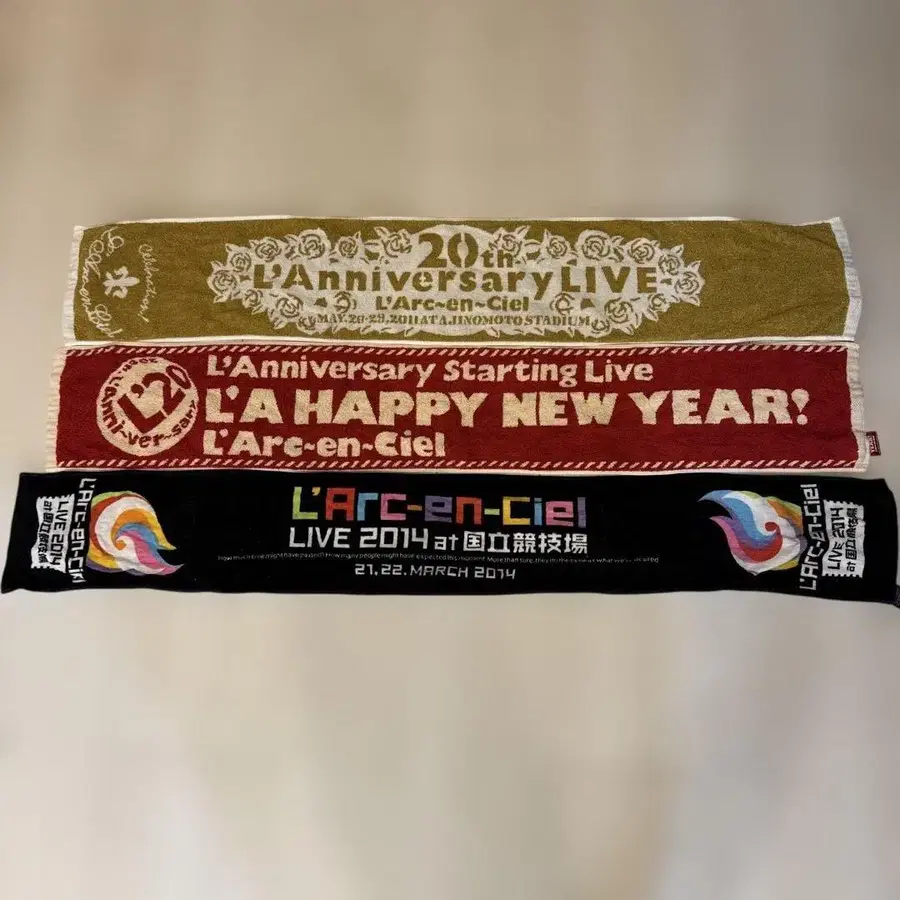 20th
L'Anniversary LIVE
L'Arc~en~Ciel
MAY.28-29.2011 AT AJINOMOTO STADIUM
L'20
L'Anniversary Starting Live
L'A HAPPY NEW YEAR!
L'Arc~en~Ciel
L'Arc-en-Ciel
LIVE 2014
at 国立競技場
L'Arc-en-Ciel
LIVE 2014 at 国立競技場
21.22.MARCH 2014
L'Arc-en-Ciel
LIVE 2014
at 国立競技場